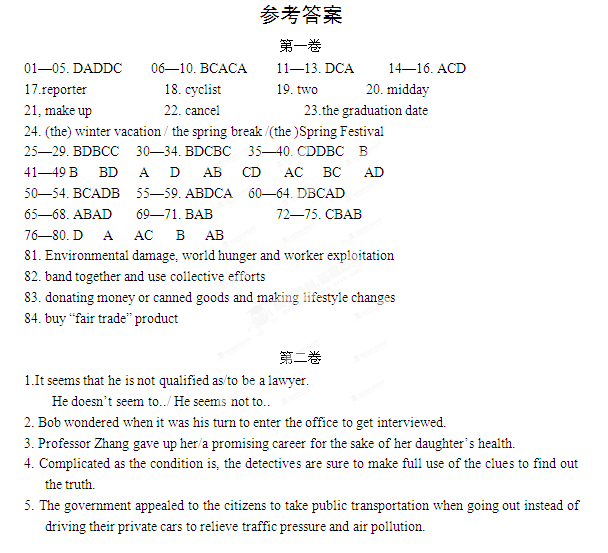 参考答案
第一卷
01—05. DADDC 06—10. BCACA 11—13. DCA 14—16. ACD
17.reporter 18. cyclist 19. two 20. midday
21, make up 22. cancel 23.the graduation date
24. (the) winter vacation / the spring break /(the )Spring Festival
25—29. BDBCC 30—34. BDCBC 35—40. CDDBC B
41—49 B BD A D AB CD AC BC AD
50—54. BCADB 55—59. ABDCA 60—64. DBCAD
65—68. ABAD 69—71. BAB 72—75. CBAB
76—80. D A AC B AB
81. Environmental damage, world hunger and worker exploitation
82. band together and use collective efforts
83. donating money or canned goods and making lifestyle changes
84. buy “fair trade” product
第二卷
1.It seems that he is not qualified as/to be a lawyer.
He doesn’t seem to../ He seems not to..
2. Bob wondered when it was his turn to enter the office to get interviewed.
3. Professor Zhang gave up her/a promising career for the sake of her daughter’s health.
4. Complicated as the condition is, the detectives are sure to make full use of the clues to find out
the truth.
5. The government appealed to the citizens to take public transportation when going out instead of
driving their private cars to relieve traffic pressure and air pollution.